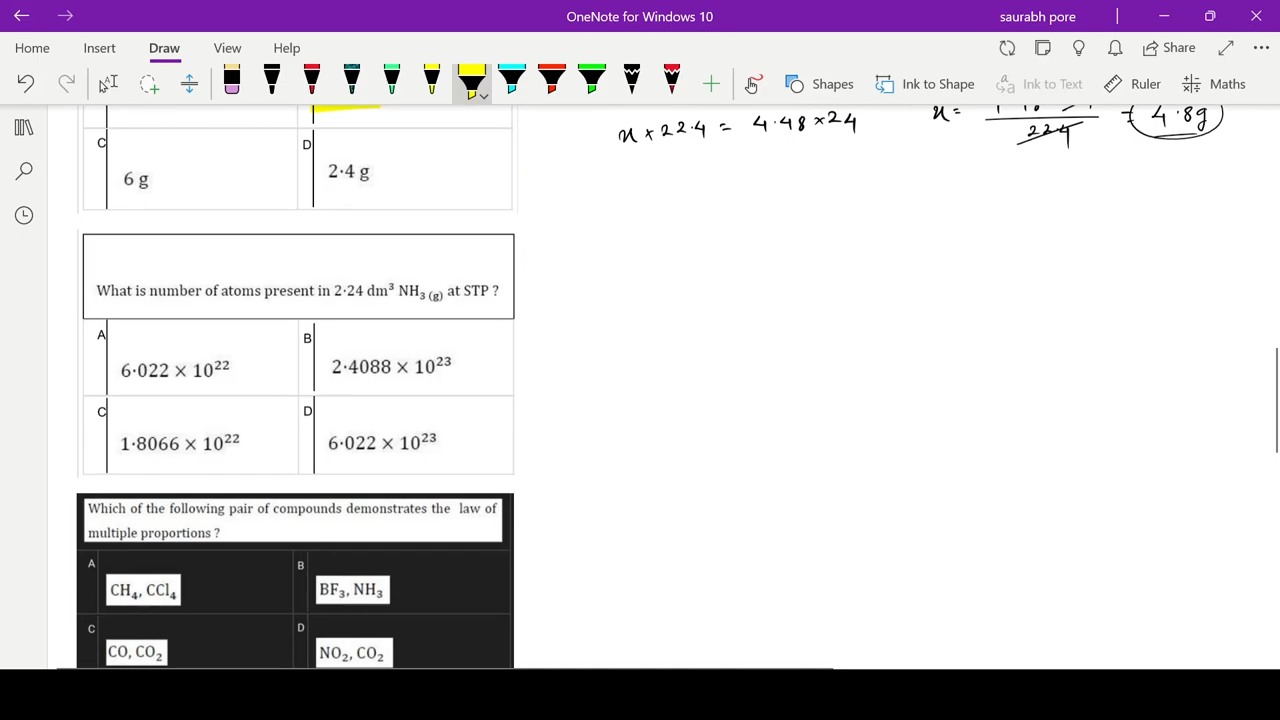 OneNote for Windows 10
saurabh pore
Home Insert Draw View Help
Share
Shapes
Ink to Shape
Ink to Text
Ruler
Maths
x × 22.4 = 4.48 × 24
x =
224
= 4.8g
C
6 g
D
2·4 g
What is number of atoms present in 2·24 dm³ NH₃ (g) at STP ?
A
6·022 × 10²²
B
2·4088 × 10²³
C
1·8066 × 10²²
D
6·022 × 10²³
Which of the following pair of compounds demonstrates the law of
multiple proportions ?
A
CH₄, CCl₄
B
BF₃, NH₃
C
CO, CO₂
D
NO₂, CO₂